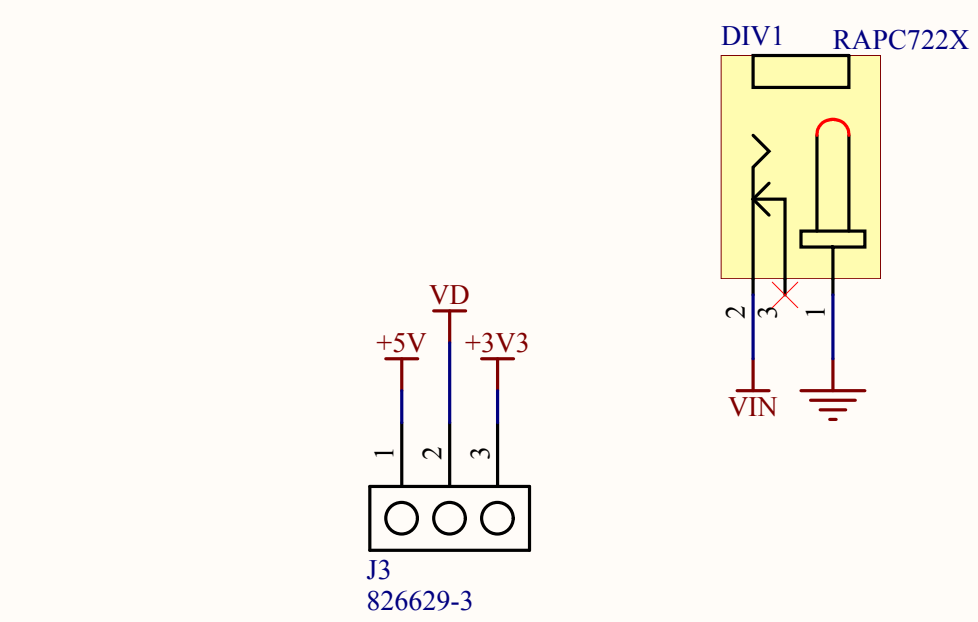 DIV1
RAPC722X
2
3
1
VIN
VD
+5V
+3V3
1
2
3
J3
826629-3